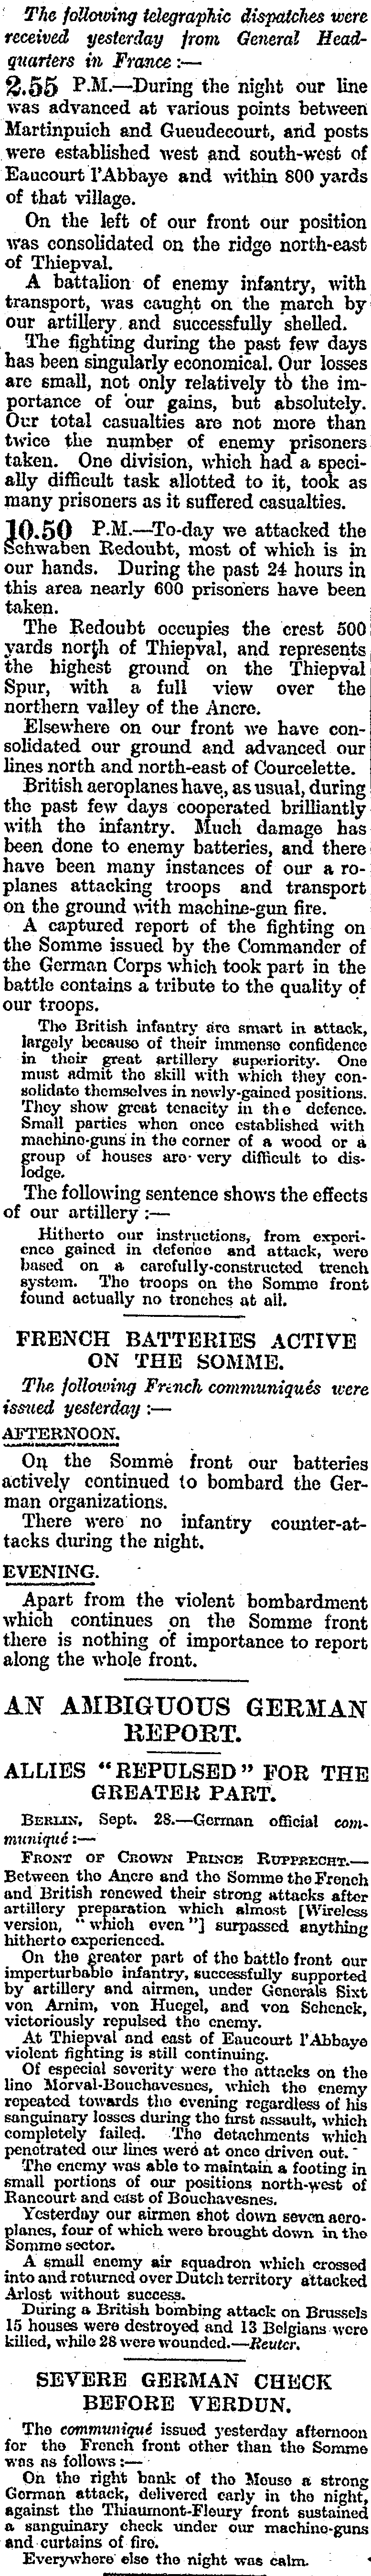 The following telegraphic dispatches were
received yesterday from General Head-
quarters in France :—
2.55 P.M.—During the night our line
was advanced at various points between
Martinpuich and Gueudecourt, and posts
were established west and south-west of
Eaucourt l'Abbaye and within 800 yards
of that village.
On the left of our front our position
was consolidated on the ridge north-east
of Thiepval.
A battalion of enemy infantry, with
transport, was caught on the march by
our artillery and successfully shelled.
The fighting during the past few days
has been singularly economical. Our losses
are small, not only relatively to the im-
portance of our gains, but absolutely.
Our total casualties are not more than
twice the number of enemy prisoners
taken. One division, which had a speci-
ally difficult task allotted to it, took as
many prisoners as it suffered casualties.
10.50 P.M.—To-day we attacked the
Schwaben Redoubt, most of which is in
our hands. During the past 24 hours in
this area nearly 600 prisoners have been
taken.
The Redoubt occupies the crest 500
yards north of Thiepval, and represents
the highest ground on the Thiepval
Spur, with a full view over the
northern valley of the Ancre.
Elsewhere on our front we have con-
solidated our ground and advanced our
lines north and north-east of Courcelette.
British aeroplanes have, as usual, during
the past few days cooperated brilliantly
with the infantry. Much damage has
been done to enemy batteries, and there
have been many instances of our a ro-
planes attacking troops and transport
on the ground with machine-gun fire.
A captured report of the fighting on
the Somme issued by the Commander of
the German Corps which took part in the
battle contains a tribute to the quality of
our troops.
The British infantry are smart in attack,
largely because of their immense confidence
in their great artillery superiority. One
must admit the skill with which they con-
solidate themselves in newly-gained positions.
They show great tenacity in the defence.
Small parties when once established with
machine-guns in the corner of a wood or a
group of houses are very difficult to dis-
lodge.
The following sentence shows the effects
of our artillery :—
Hitherto our instructions, from experi-
ence gained in defence and attack, were
based on a carefully-constructed trench
system. The troops on the Somme front
found actually no trenches at all.
FRENCH BATTERIES ACTIVE
ON THE SOMME.
The following French communiqués were
issued yesterday :—
AFTERNOON.
On the Somme front our batteries
actively continued to bombard the Ger-
man organizations.
There were no infantry counter-at-
tacks during the night.
EVENING.
Apart from the violent bombardment
which continues on the Somme front
there is nothing of importance to report
along the whole front.
AN AMBIGUOUS GERMAN
REPORT.
ALLIES "REPULSED" FOR THE
GREATER PART.
BERLIN, Sept. 28.—German official com-
muniqué :—
FRONT OF CROWN PRINCE RUPPRECHT.—
Between the Ancre and the Somme the French
and British renewed their strong attacks after
artillery preparation which almost [Wireless
version, "which even"] surpassed anything
hitherto experienced.
On the greater part of the battle front our
imperturbable infantry, successfully supported
by artillery and airmen, under Generals Sixt
von Arnim, von Huegel, and von Schenck,
victoriously repulsed the enemy.
At Thiepval and east of Eaucourt l'Abbaye
violent fighting is still continuing.
Of especial severity were the attacks on the
line Morval-Bouchavesnes, which the enemy
repeated towards the evening regardless of his
sanguinary losses during the first assault, which
completely failed. The detachments which
penetrated our lines were at once driven out.
The enemy was able to maintain a footing in
small portions of our positions north-west of
Rancourt and east of Bouchavesnes.
Yesterday our airmen shot down seven aero-
planes, four of which were brought down in the
Somme sector.
A small enemy air squadron which crossed
into and returned over Dutch territory attacked
Arlost without success.
During a British bombing attack on Brussels
15 houses were destroyed and 13 Belgians were
killed, while 28 were wounded.—Reuter.
SEVERE GERMAN CHECK
BEFORE VERDUN.
The communiqué issued yesterday afternoon
for the French front other than the Somme
was as follows :—
On the right bank of the Meuse a strong
German attack, delivered early in the night,
against the Thiaumont-Fleury front sustained
a sanguinary check under our machine-guns
and curtains of fire.
Everywhere else the night was calm.